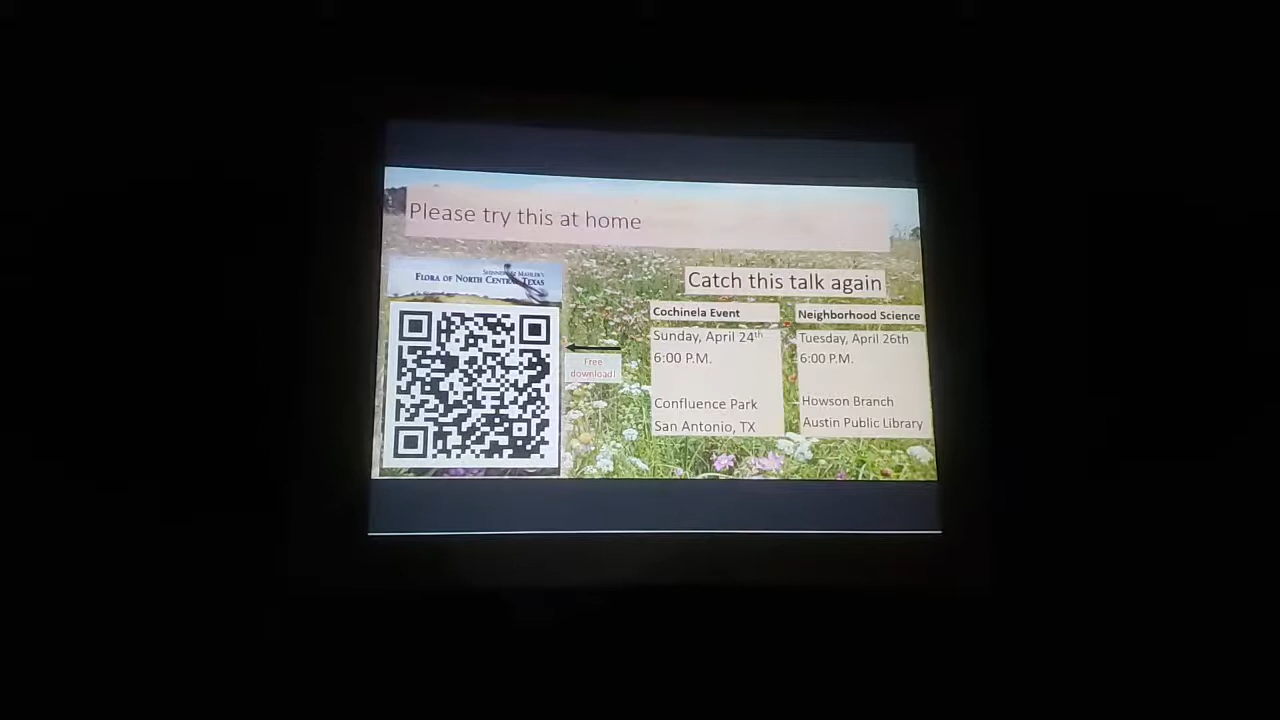 Please try this at home
SHINNERS & MAHLER'S
FLORA OF NORTH CENTRAL TEXAS
Free
download!
Catch this talk again
Cochinela Event
Sunday, April 24th
6:00 P.M.
Confluence Park
San Antonio, TX
Neighborhood Science
Tuesday, April 26th
6:00 P.M.
Howson Branch
Austin Public Library